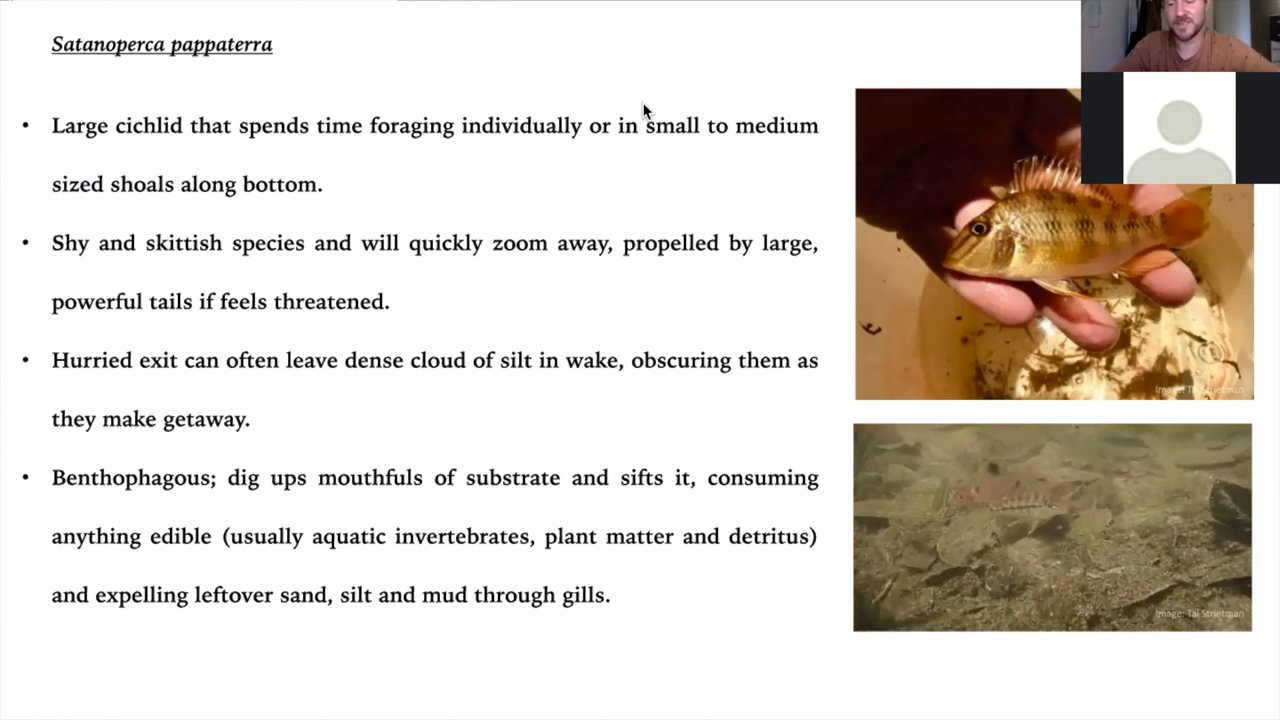 Satanoperca pappaterra
• Large cichlid that spends time foraging individually or in small to medium
sized shoals along bottom.
• Shy and skittish species and will quickly zoom away, propelled by large,
powerful tails if feels threatened.
• Hurried exit can often leave dense cloud of silt in wake, obscuring them as
they make getaway.
• Benthophagous; dig ups mouthfuls of substrate and sifts it, consuming
anything edible (usually aquatic invertebrates, plant matter and detritus)
and expelling leftover sand, silt and mud through gills.
Image: Tai Strietman
Image: Tai Strietman